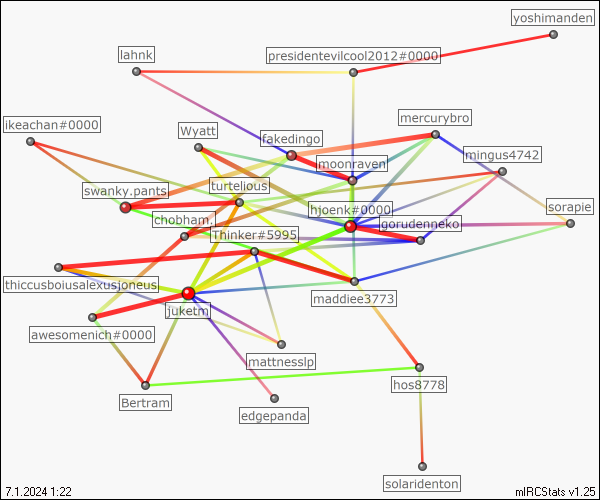 yoshimanden
lahnk
presidentevilcool2012#0000
mercurybro
ikeachan#0000
Wyatt
fakedingo
moonraven
mingus4742
swanky.pants
turtelious
hjoenk#0000
sorapie
chobham.
gorudenneko
Thinker#5995
thiccusboiusalexusjoneus
maddiee3773
juketm
awesomenich#0000
mattnesslp
hos8778
Bertram
edgepanda
solaridenton
7.1.2024 1:22
mIRCStats v1.25